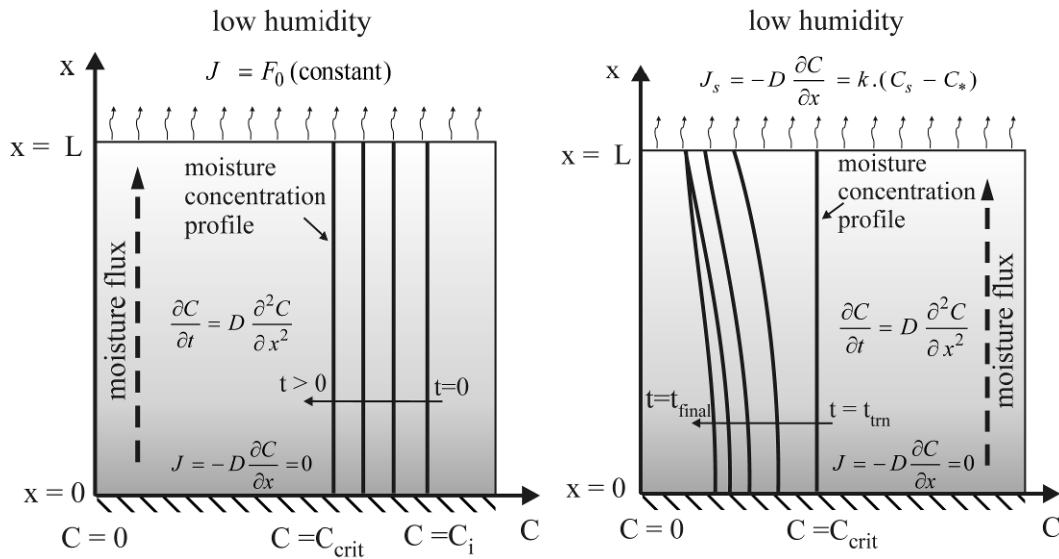 low humidity
x
J = F₀ (constant)
x = L
moisture
concentration
profile
moisture flux
∂C/∂t = D ∂²C/∂x²
t > 0
t=0
J = −D ∂C/∂x = 0
x = 0
C = 0
C =C_crit
C =C_i
C
low humidity
x
J_s = −D ∂C/∂x = k.(C_s − C_*)
x = L
moisture
concentration
profile
moisture flux
∂C/∂t = D ∂²C/∂x²
t=t_final
t = t_trn
J = −D ∂C/∂x = 0
x = 0
C = 0
C =C_crit
C